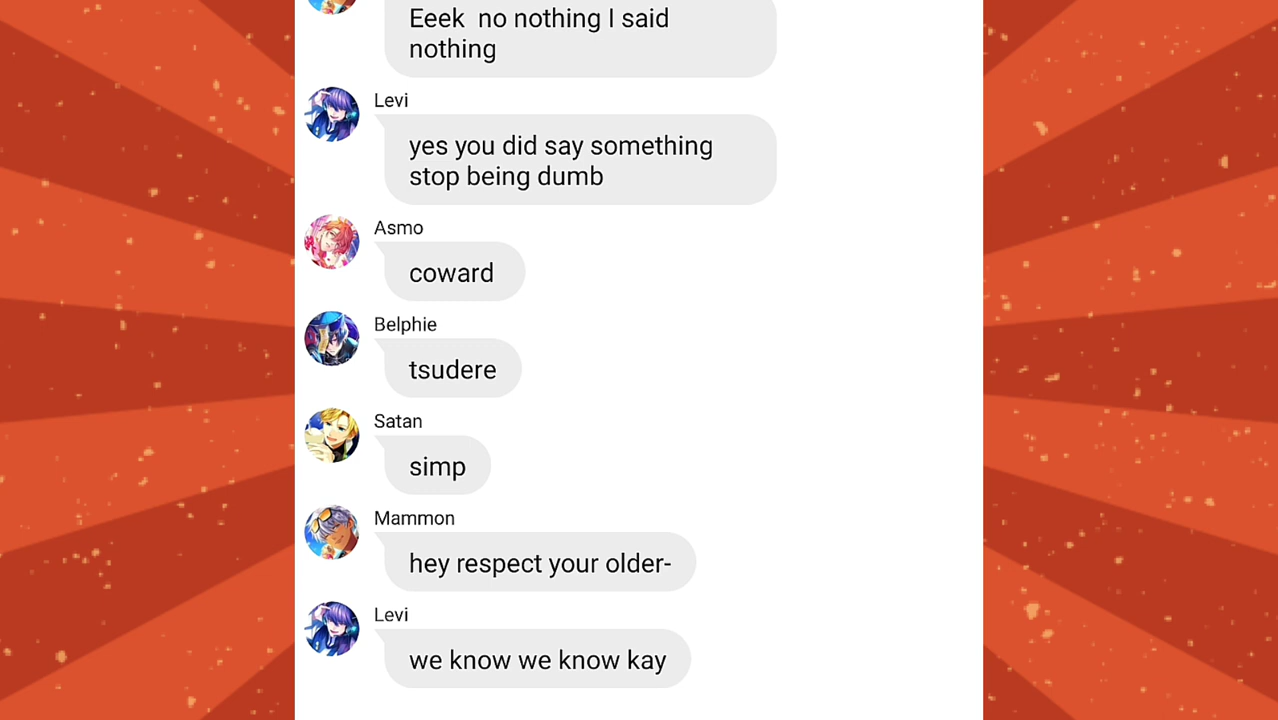 Eeek  no nothing I said
nothing
Levi
yes you did say something
stop being dumb
Asmo
coward
Belphie
tsudere
Satan
simp
Mammon
hey respect your older-
Levi
we know we know kay